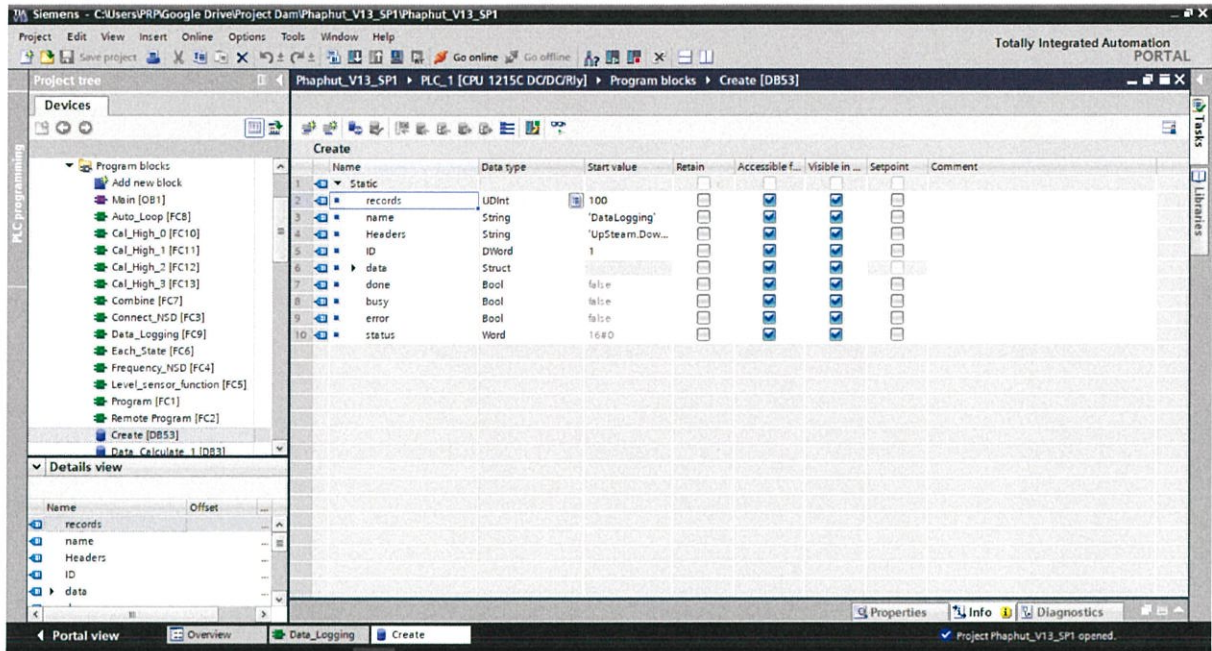 Siemens - C:\Users\PRP\Google Drive\Project Dam\Phaphut_V13_SP1\Phaphut_V13_SP1
Project Edit View Insert Online Options Tools Window Help
Totally Integrated Automation
PORTAL
Save project Go online Go offline
Project tree
Phaphut_V13_SP1 PLC_1 [CPU 1215C DC/DC/Rly] Program blocks Create [DB53]
Devices
PLC programming
Tasks
Libraries
Program blocks
Add new block
Main [OB1]
Auto_Loop [FC8]
Cal_High_0 [FC10]
Cal_High_1 [FC11]
Cal_High_2 [FC12]
Cal_High_3 [FC13]
Combine [FC7]
Connect_NSD [FC3]
Data_Logging [FC9]
Each_State [FC6]
Frequency_NSD [FC4]
Level_sensor_function [FC5]
Program [FC1]
Remote Program [FC2]
Create [DB53]
Data_Calculate_1 [DB3]
Create
Name Data type Start value Retain Accessible f... Visible in ... Setpoint Comment
1 Static
2 records UDInt 100
3 name String 'DataLogging'
4 Headers String 'UpSteam.Dow...
5 ID DWord 1
6 data Struct
7 done Bool false
8 busy Bool false
9 error Bool false
10 status Word 16#0
Details view
Name Offset ...
records ...
name ...
Headers ...
ID ...
data ...
Properties Info Diagnostics
Portal view Overview Data_Logging Create Project Phaphut_V13_SP1 opened.